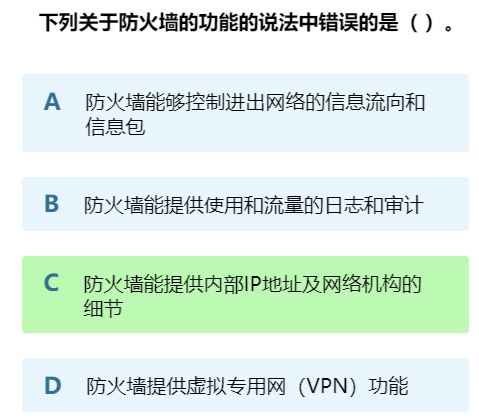 下列关于防火墙的功能的说法中错误的是（ ）。
A 防火墙能够控制进出网络的信息流向和
信息包
B 防火墙能提供使用和流量的日志和审计
C 防火墙能提供内部IP地址及网络机构的
细节
D 防火墙提供虚拟专用网（VPN）功能